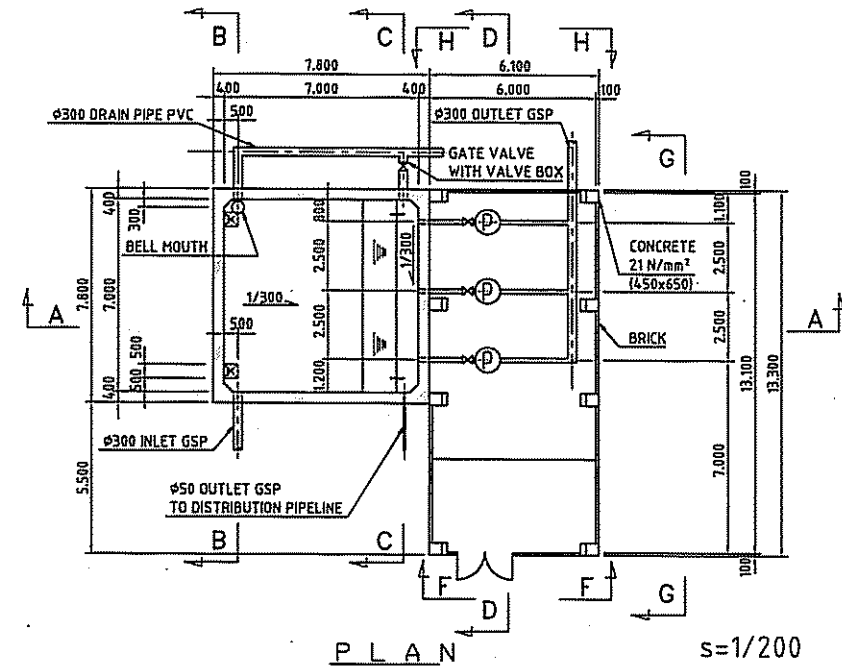 B
C
H
D
H
7.800
6.100
400
7.000
400
6.000
100
500
φ300 DRAIN PIPE PVC
φ300 OUTLET GSP
G
GATE VALVE
WITH VALVE BOX
400
300
800
100
1.100
BELL MOUTH
P
CONCRETE
21 N/mm²
(450x650)
2.500
2.500
1/300
1/300
7.800
7.000
A
P
A
500
BRICK
2.500
2.500
500
P
1.200
400
13.100
13.300
φ300 INLET GSP
5.500
7.000
φ50 OUTLET GSP
TO DISTRIBUTION PIPELINE
B
C
F
F
G
100
D
PLAN
s=1/200